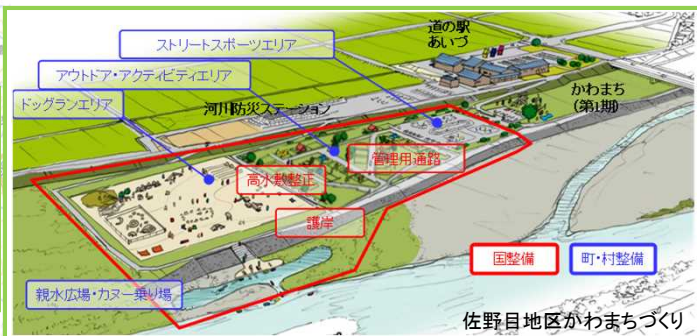 ストリートスポーツエリア
道の駅
あいづ
アウトドア・アクティビティエリア
かわまち
(第1期)
ドッグランエリア
河川防災ステーション
管理用通路
高水敷整正
護岸
国整備
町・村整備
親水広場・カヌー乗り場
佐野目地区かわまちづくり